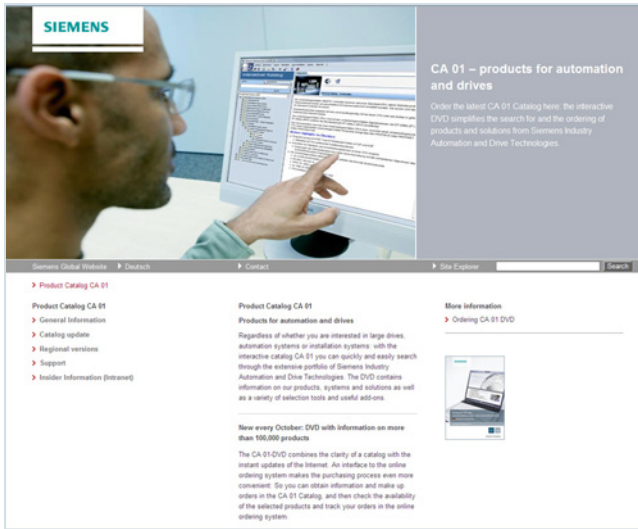 SIEMENS
CA 01 – products for automation
and drives
Order the latest CA 01 Catalog here: the interactive
DVD simplifies the search for and the ordering of
products and solutions from Siemens Industry
Automation and Drive Technologies.
Siemens Global Website
Deutsch
Contact
Site Explorer
Search
Product Catalog CA 01
Product Catalog CA 01
General Information
Catalog update
Regional versions
Support
Insider Information (Intranet)
Product Catalog CA 01
Products for automation and drives
Regardless of whether you are interested in large drives,
automation systems or installation systems: with the
interactive catalog CA 01 you can quickly and easily search
through the extensive portfolio of Siemens Industry
Automation and Drive Technologies. The DVD contains
information on our products, systems and solutions as well
as a variety of selection tools and useful add-ons.
New every October: DVD with information on more
than 100,000 products
The CA 01-DVD combines the clarity of a catalog with the
instant updates of the Internet. An interface to the online
ordering system makes the purchasing process even more
convenient. So you can obtain information and make up
orders in the CA 01 Catalog, and then check the availability
of the selected products and track your orders in the online
ordering system.
More information
Ordering CA 01 DVD
SIEMENS